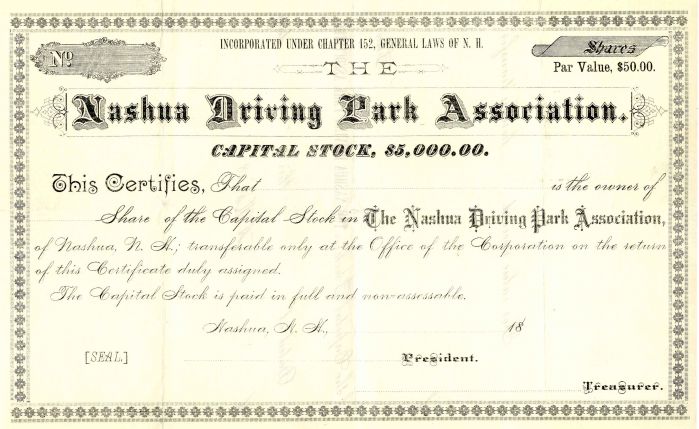 INCORPORATED UNDER CHAPTER 152, GENERAL LAWS OF N. H.
No
Shares
Par Value, $50.00.
THE
Nashua Driving Park Association.
CAPITAL STOCK, $5,000.00.
This Certifies, That is the owner of
Share of the Capital Stock in The Nashua Driving Park Association,
of Nashua, N. H.; transferable only at the Office of the Corporation on the return
of this Certificate duly assigned.
The Capital Stock is paid in full and non-assessable.
Nashua, N. H., 18
[SEAL.] President.
Treasurer.